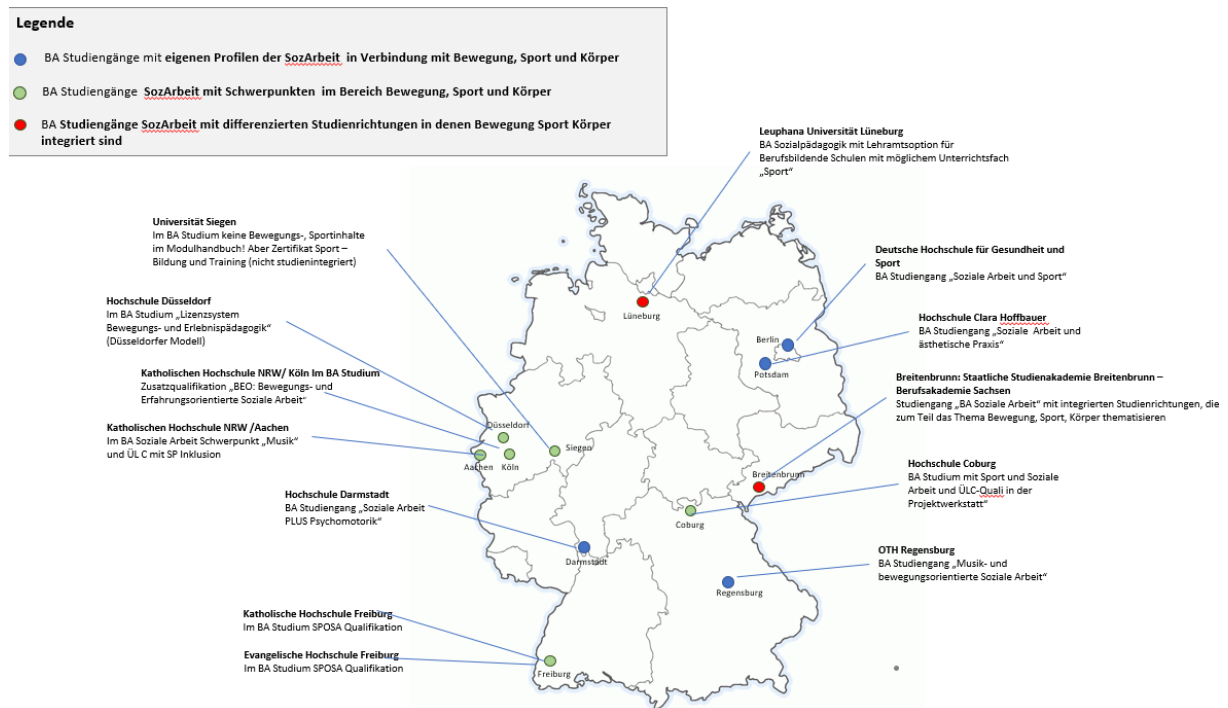 Legende
BA Studiengänge mit eigenen Profilen der SozArbeit in Verbindung mit Bewegung, Sport und Körper
BA Studiengänge SozArbeit mit Schwerpunkten im Bereich Bewegung, Sport und Körper
BA Studiengänge SozArbeit mit differenzierten Studienrichtungen in denen Bewegung Sport Körper
integriert sind
Leuphana Universität Lüneburg
BA Sozialpädagogik mit Lehramtsoption für
Berufsbildende Schulen mit möglichem Unterrichtsfach
„Sport“
Universität Siegen
Im BA Studium keine Bewegungs-, Sportinhalte
im Modulhandbuch! Aber Zertifikat Sport –
Bildung und Training (nicht studienintegriert)
Deutsche Hochschule für Gesundheit und
Sport
BA Studiengang „Soziale Arbeit und Sport“
Hochschule Düsseldorf
Im BA Studium „Lizenzsystem
Bewegungs- und Erlebnispädagogik“
(Düsseldorfer Modell)
Hochschule Clara Hoffbauer
BA Studiengang „Soziale Arbeit und
ästhetische Praxis“
Katholischen Hochschule NRW/ Köln Im BA Studium
Zusatzqualifikation „BEO: Bewegungs- und
Erfahrungsorientierte Soziale Arbeit“
Breitenbrunn: Staatliche Studienakademie Breitenbrunn –
Berufsakademie Sachsen
Studiengang „BA Soziale Arbeit“ mit integrierten Studienrichtungen, die
zum Teil das Thema Bewegung, Sport, Körper thematisieren
Katholischen Hochschule NRW /Aachen
Im BA Soziale Arbeit Schwerpunkt „Musik“
und ÜL C mit SP Inklusion
Hochschule Coburg
BA Studium mit Sport und Soziale
Arbeit und ÜLC-Quali in der
Projektwerkstatt“
Hochschule Darmstadt
BA Studiengang „Soziale Arbeit
PLUS Psychomotorik“
OTH Regensburg
BA Studiengang „Musik- und
bewegungsorientierte Soziale Arbeit“
Katholische Hochschule Freiburg
Im BA Studium SPOSA Qualifikation
Evangelische Hochschule Freiburg
Im BA Studium SPOSA Qualifikation
Lüneburg
Berlin
Potsdam
Düsseldorf
Siegen
Aachen
Köln
Breitenbrunn
Coburg
Darmstadt
Regensburg
Freiburg